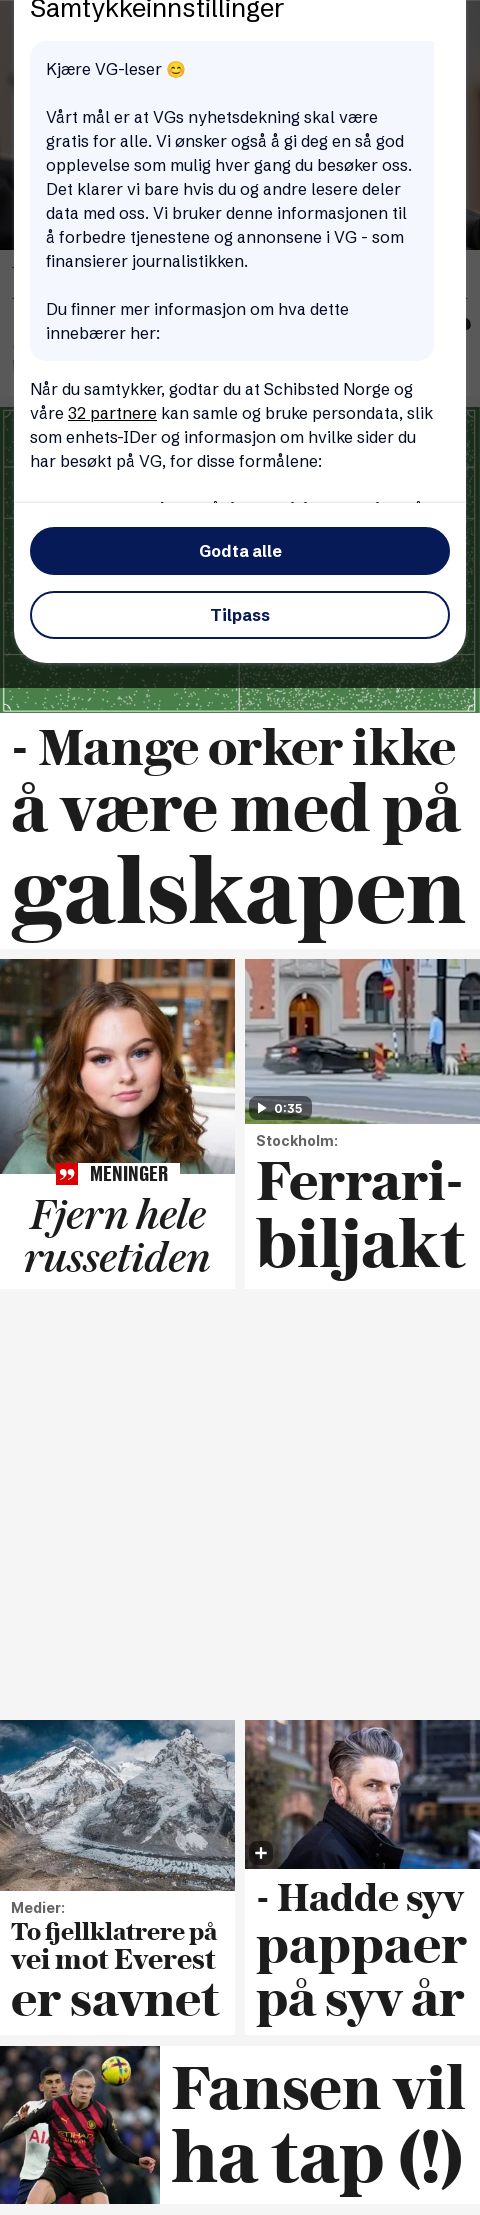 Samtykkeinnstillinger
Kjære VG-leser 😊
Vårt mål er at VGs nyhetsdekning skal være
gratis for alle. Vi ønsker også å gi deg en så god
opplevelse som mulig hver gang du besøker oss.
Det klarer vi bare hvis du og andre lesere deler
data med oss. Vi bruker denne informasjonen til
å forbedre tjenestene og annonsene i VG - som
finansierer journalistikken.
Du finner mer informasjon om hva dette
innebærer her:
Når du samtykker, godtar du at Schibsted Norge og
våre 32 partnere kan samle og bruke persondata, slik
som enhets-IDer og informasjon om hvilke sider du
har besøkt på VG, for disse formålene:
Godta alle
Tilpass
- Mange orker ikke
å være med på
galskapen
MENINGER
Fjern hele
russetiden
0:35
Stockholm:
Ferrari-
biljakt
Medier:
To fjellklatrere på
vei mot Everest
er savnet
- Hadde syv
pappaer
på syv år
Fansen vil
ha tap (!)